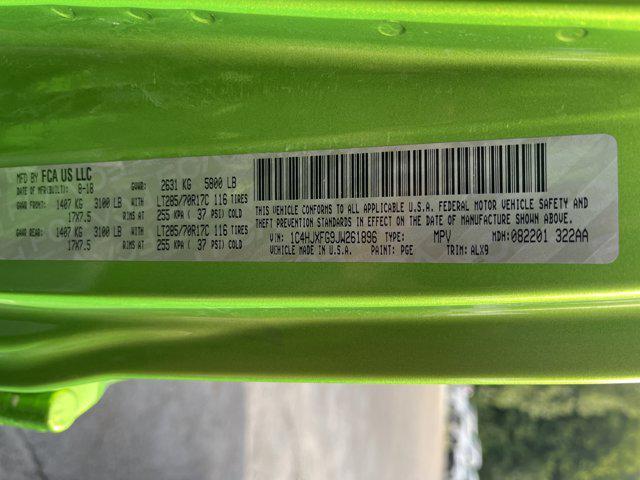 MFD BY FCA US LLC
DATE OF MFR(BUILT): 8-18 GVWR: 2631 KG 5800 LB
GAWR FRONT: 1407 KG 3100 LB WITH LT285/70R17C 116 TIRES
17X7.5 RIMS AT 255 KPA ( 37 PSI) COLD
GAWR REAR: 1407 KG 3100 LB WITH LT285/70R17C 116 TIRES
17X7.5 RIMS AT 255 KPA ( 37 PSI) COLD
THIS VEHICLE CONFORMS TO ALL APPLICABLE U.S.A. FEDERAL MOTOR VEHICLE SAFETY AND
THEFT PREVENTION STANDARDS IN EFFECT ON THE DATE OF MANUFACTURE SHOWN ABOVE.
VIN: 1C4HJXFG9JW261896 TYPE: MPV MDH: 082201 322AA
VEHICLE MADE IN U.S.A. PAINT: PGE TRIM: ALX9